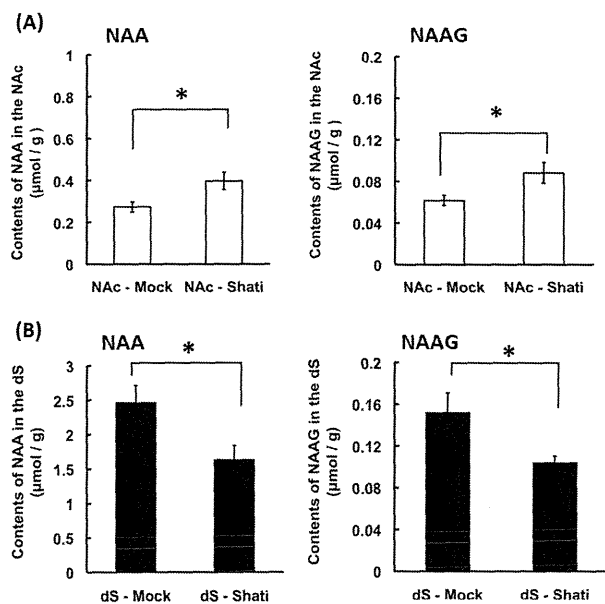 (A)
NAA
Contents of NAA in the NAc
(μmol / g)
1
0.8
0.6
0.4
0.2
0
*
NAc - Mock NAc - Shati
NAAG
Contents of NAAG in the NAc
(μmol / g)
0.2
0.16
0.12
0.08
0.04
0
*
NAc - Mock NAc - Shati
(B)
NAA
Contents of NAA in the dS
(μmol / g)
3
2.5
2
1.5
1
0.5
0
*
dS - Mock dS - Shati
NAAG
Contents of NAAG in the dS
(μmol / g)
0.2
0.16
0.12
0.08
0.04
0
*
dS - Mock dS - Shati